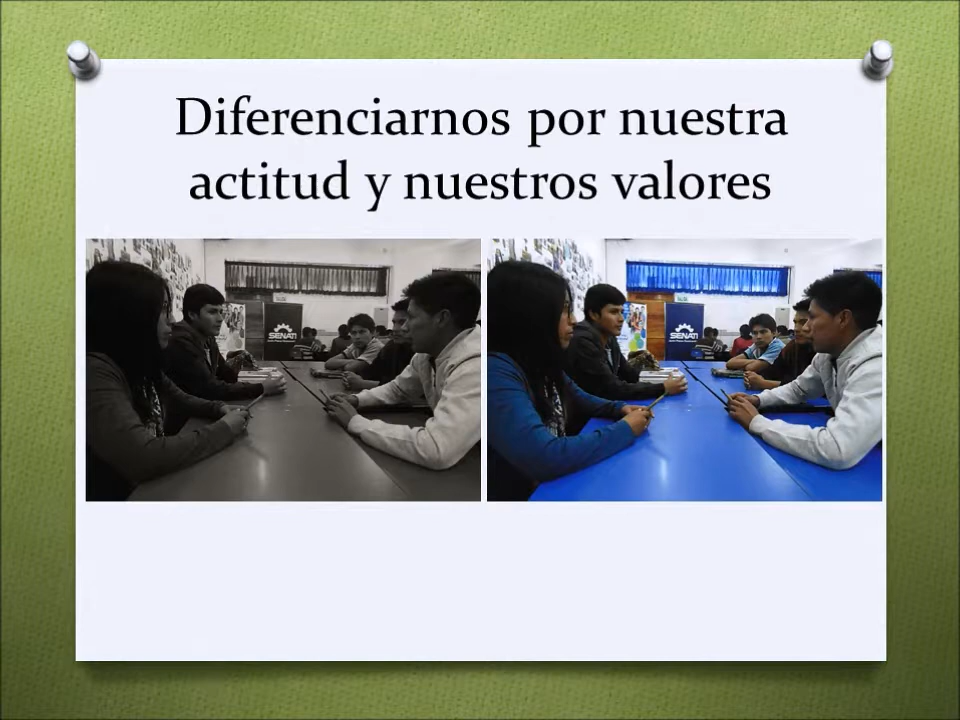 Diferenciarnos por nuestra
actitud y nuestros valores
SENATI
SENATI